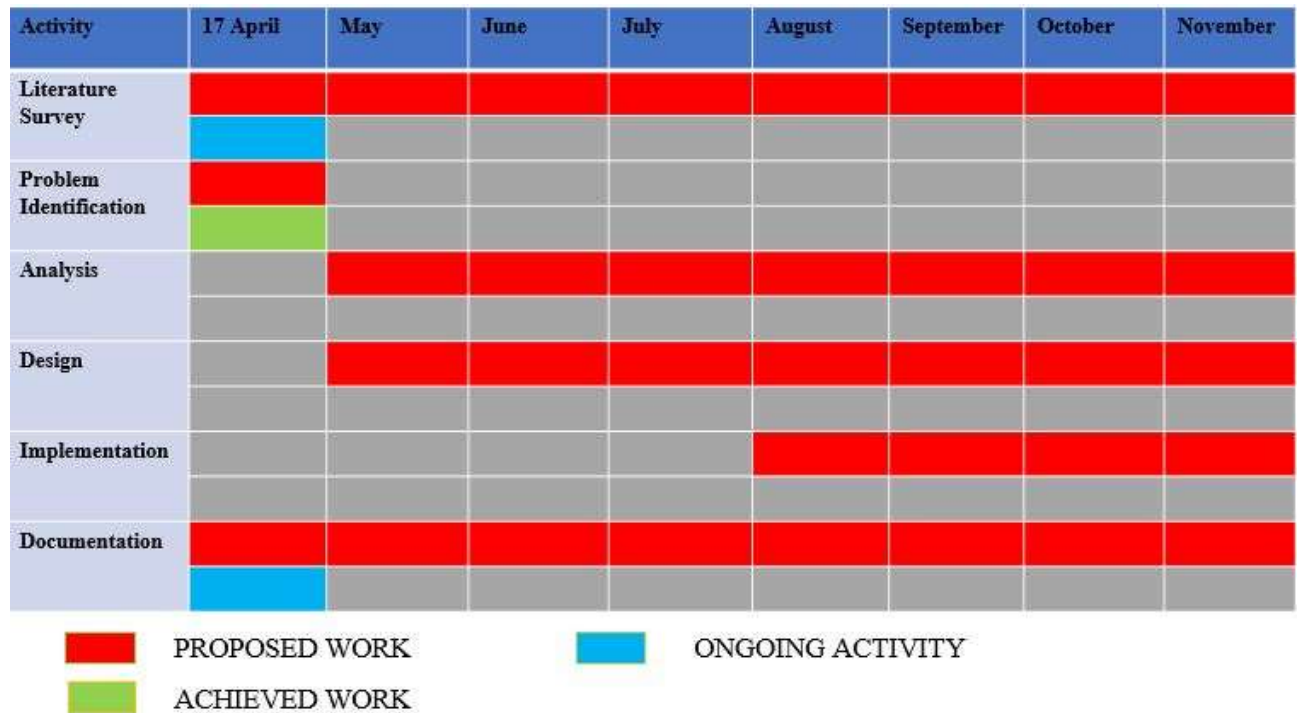 Activity 17 April May June July August September October November
Literature
Survey
Problem
Identification
Analysis
Design
Implementation
Documentation
PROPOSED WORK ONGOING ACTIVITY
ACHIEVED WORK